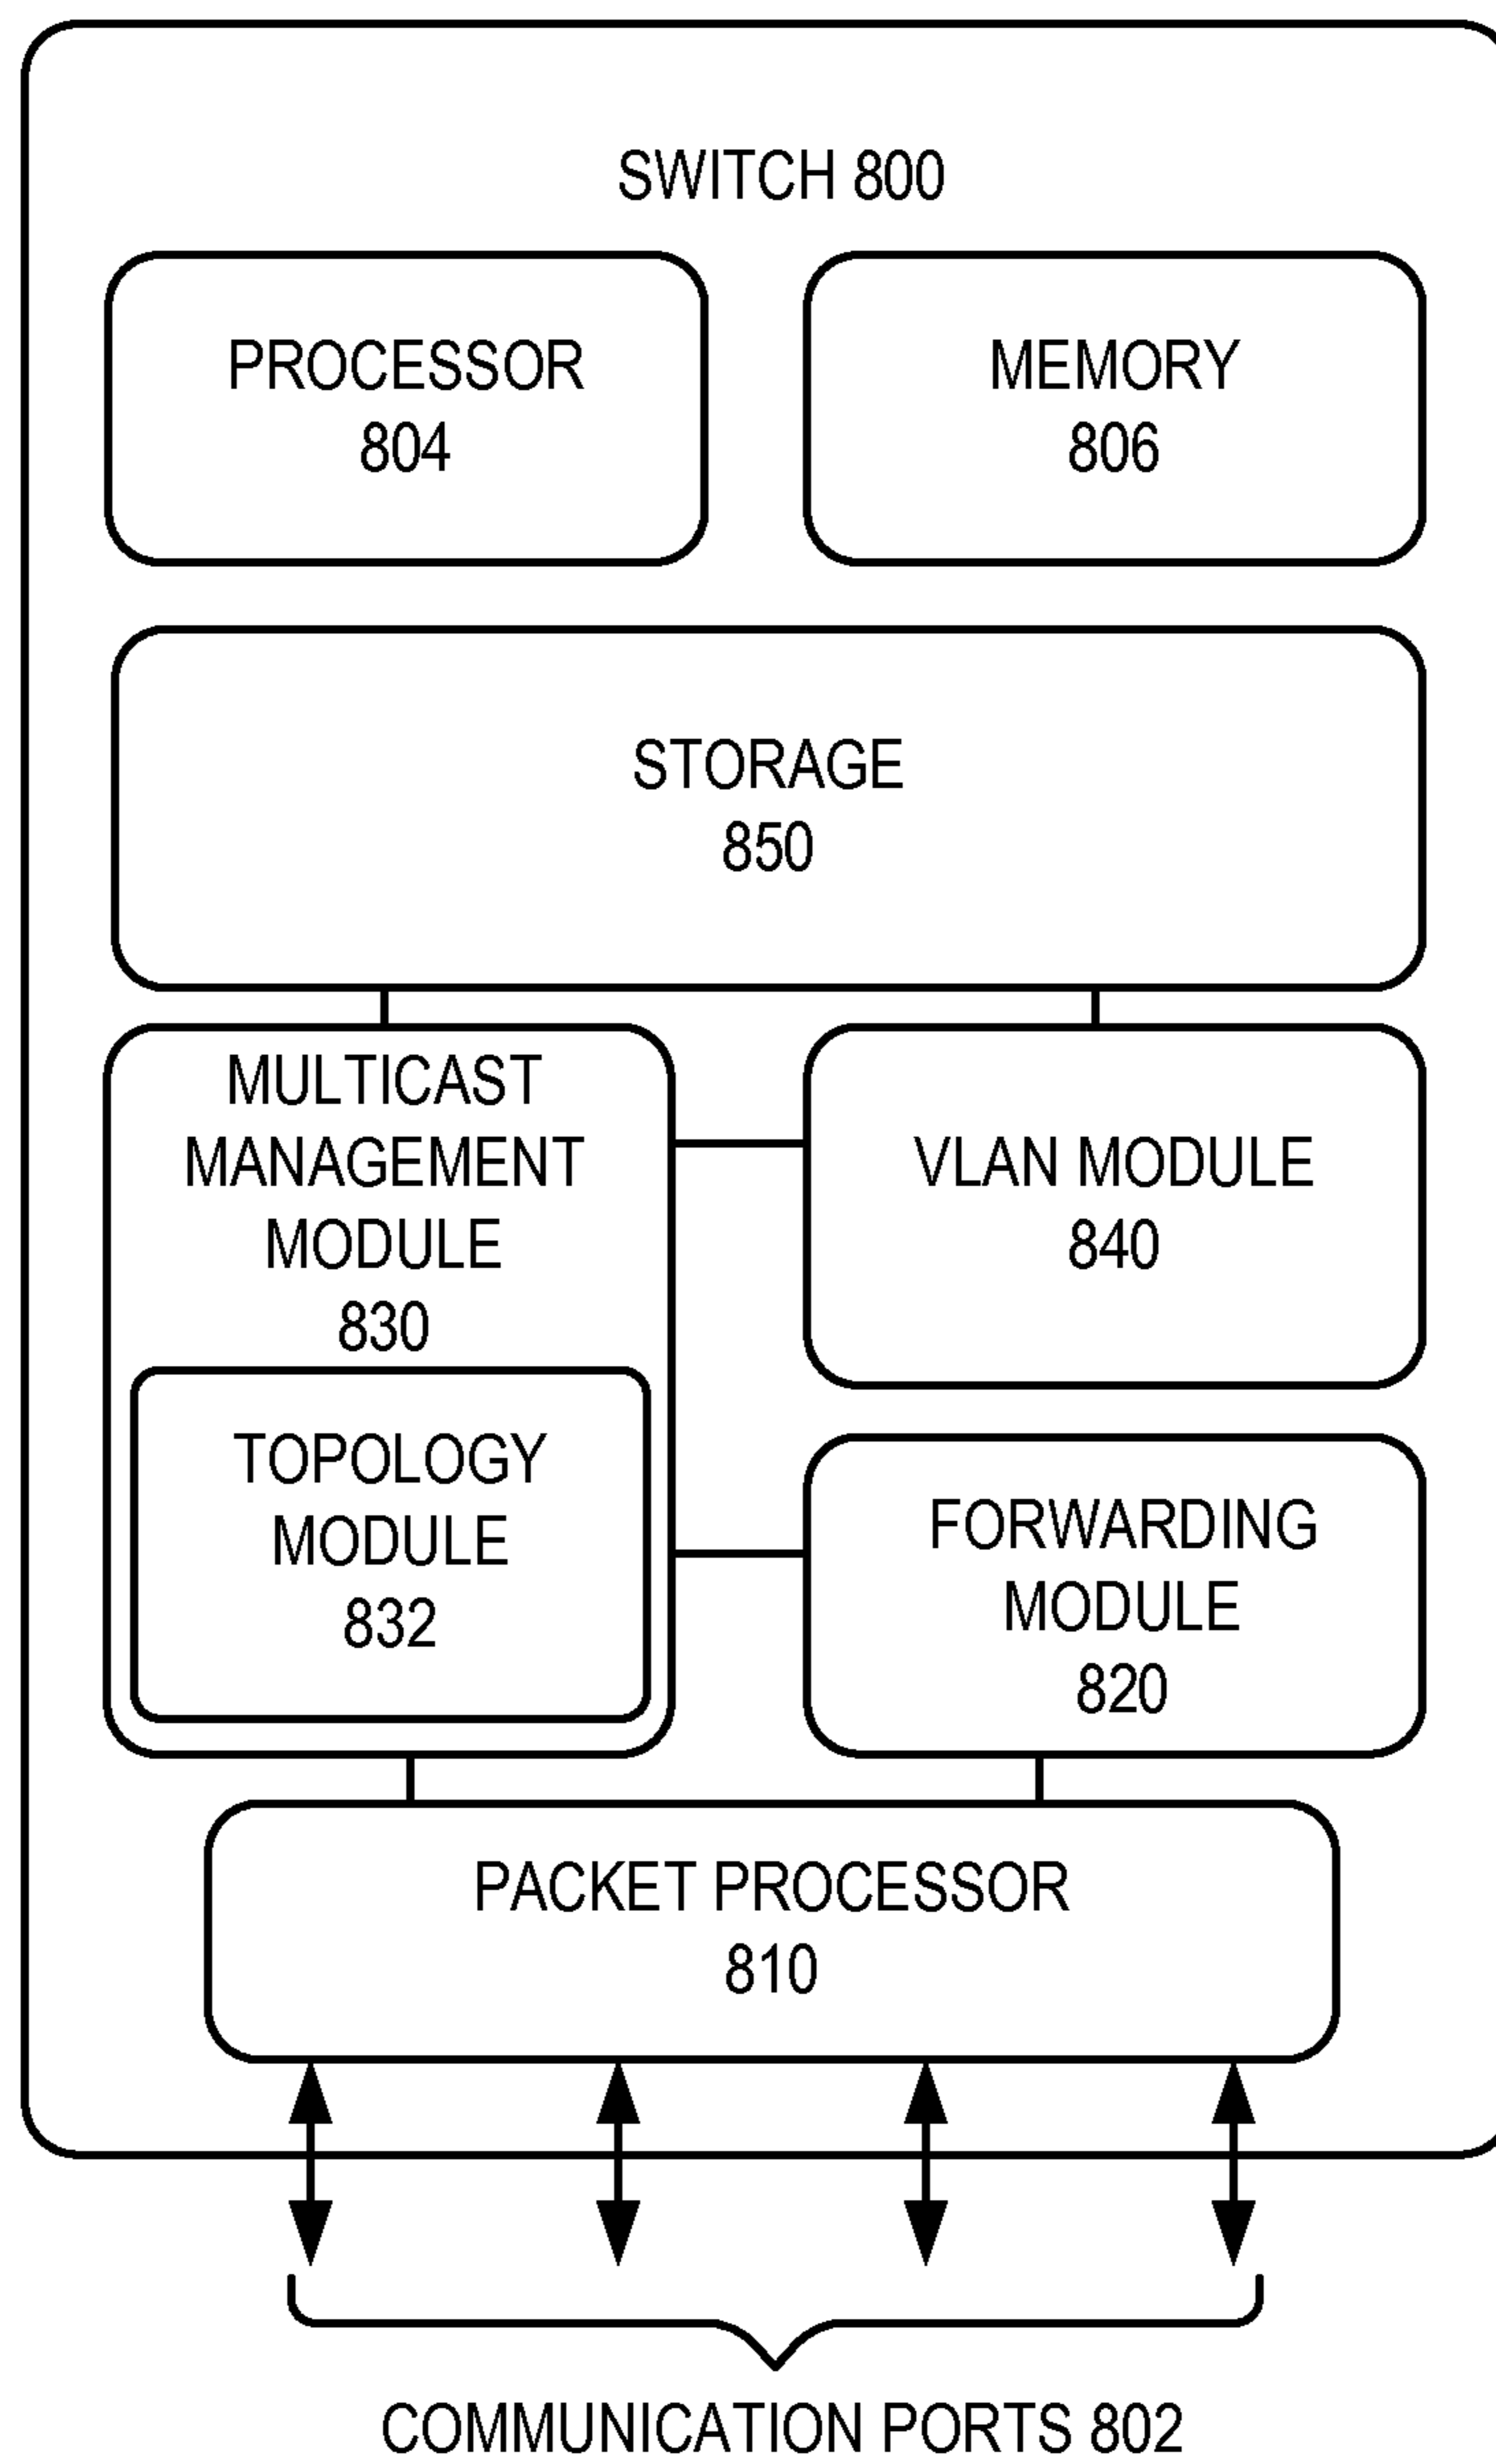 SWITCH 800
PROCESSOR
804
MEMORY
806
STORAGE
850
MULTICAST
MANAGEMENT
MODULE
830
VLAN MODULE
840
TOPOLOGY
MODULE
832
FORWARDING
MODULE
820
PACKET PROCESSOR
810
COMMUNICATION PORTS 802